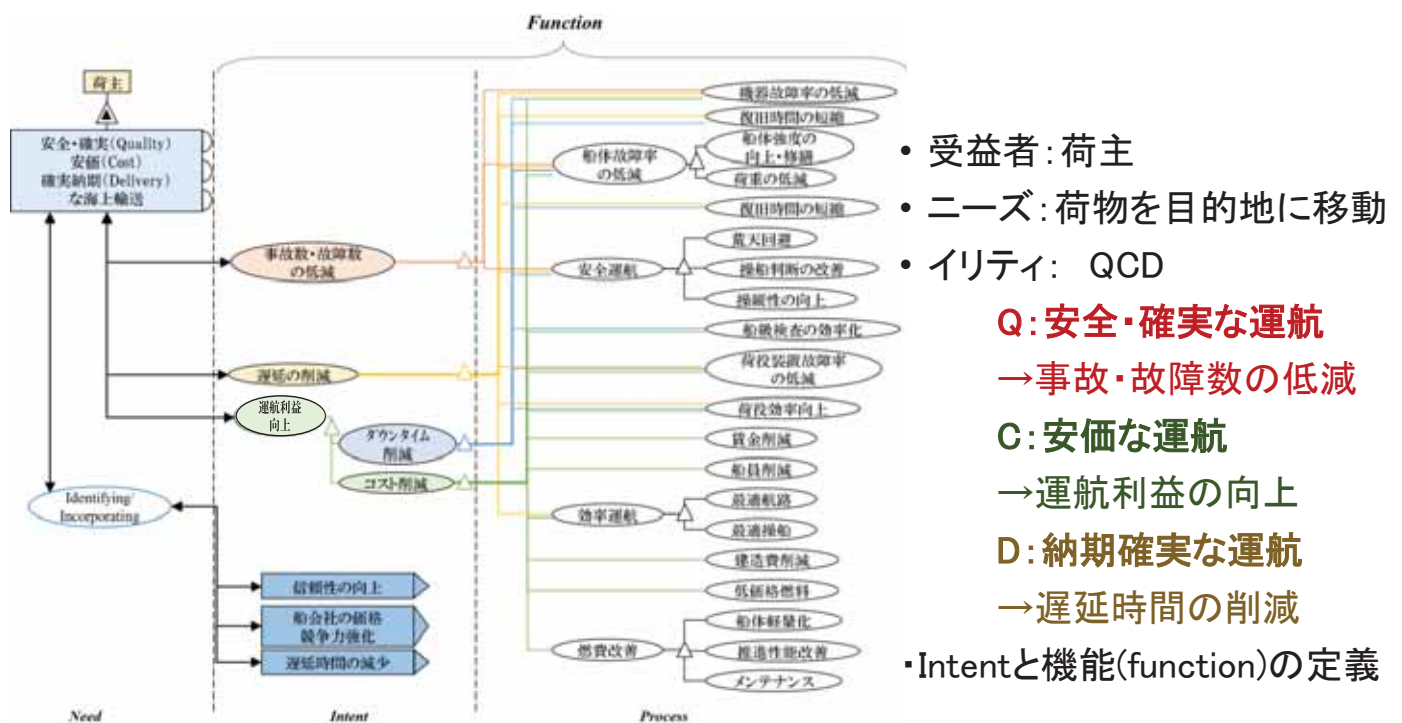 Function
荷主
安全・確実(Quality)
安価(Cost)
確実納期(Delivery)
な海上輸送
事故数・故障数
の低減
遅延の削減
運航利益
向上
ダウンタイム
削減
コスト削減
Identifying/
Incorporating
信頼性の向上
船会社の価格
競争力強化
遅延時間の減少
船体故障率
の低減
安全運航
効率運航
燃費改善
機器故障率の低減
復旧時間の短縮
船体強度の
向上・修繕
荷重の低減
復旧時間の短縮
荒天回避
操船判断の改善
操縦性の向上
船級検査の効率化
荷役装置故障率
の低減
荷役効率向上
賃金削減
船員削減
最適航路
最適操船
建造費削減
低価格燃料
船体軽量化
推進性能改善
メンテナンス
Need
Intent
Process
• 受益者：荷主
• ニーズ：荷物を目的地に移動
• イリティ： QCD
Q：安全・確実な運航
→事故・故障数の低減
C：安価な運航
→運航利益の向上
D：納期確実な運航
→遅延時間の削減
・Intentと機能(function)の定義